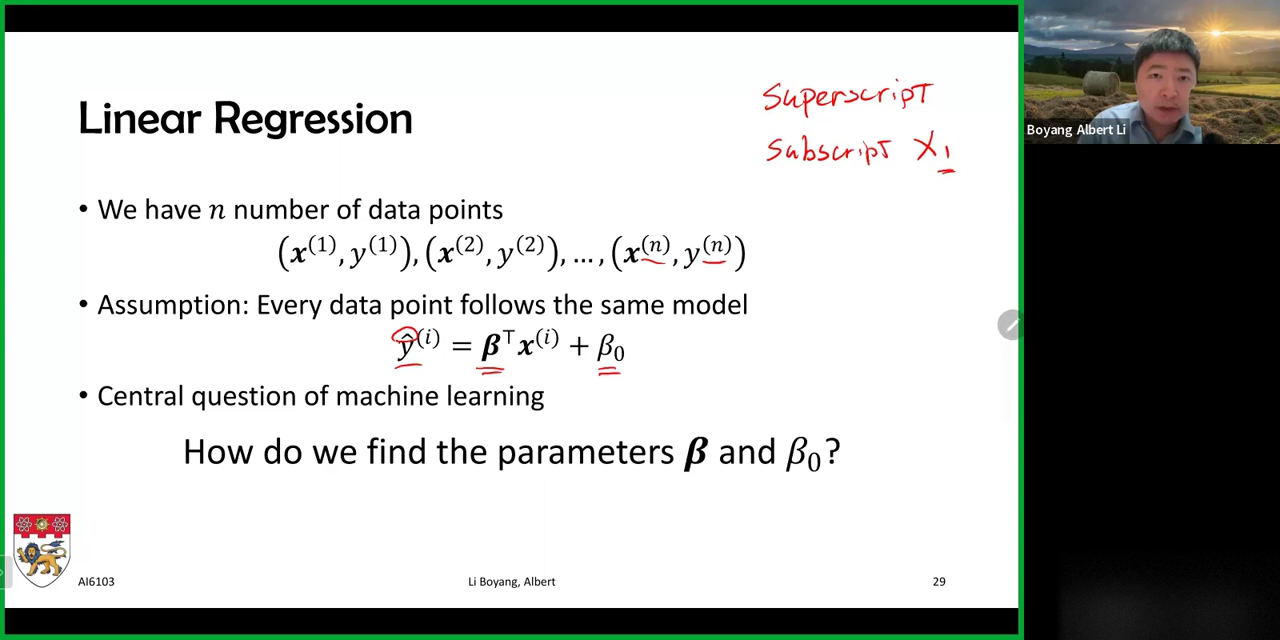 Superscript
Linear Regression
Subscript X₁
Boyang Albert Li
• We have n number of data points
(x⁽¹⁾, y⁽¹⁾), (x⁽²⁾, y⁽²⁾), …, (x⁽ⁿ⁾, y⁽ⁿ⁾)
• Assumption: Every data point follows the same model
ŷ⁽ⁱ⁾ = β⊤x⁽ⁱ⁾ + β₀
• Central question of machine learning
How do we find the parameters β and β₀?
AI6103
Li Boyang, Albert
29